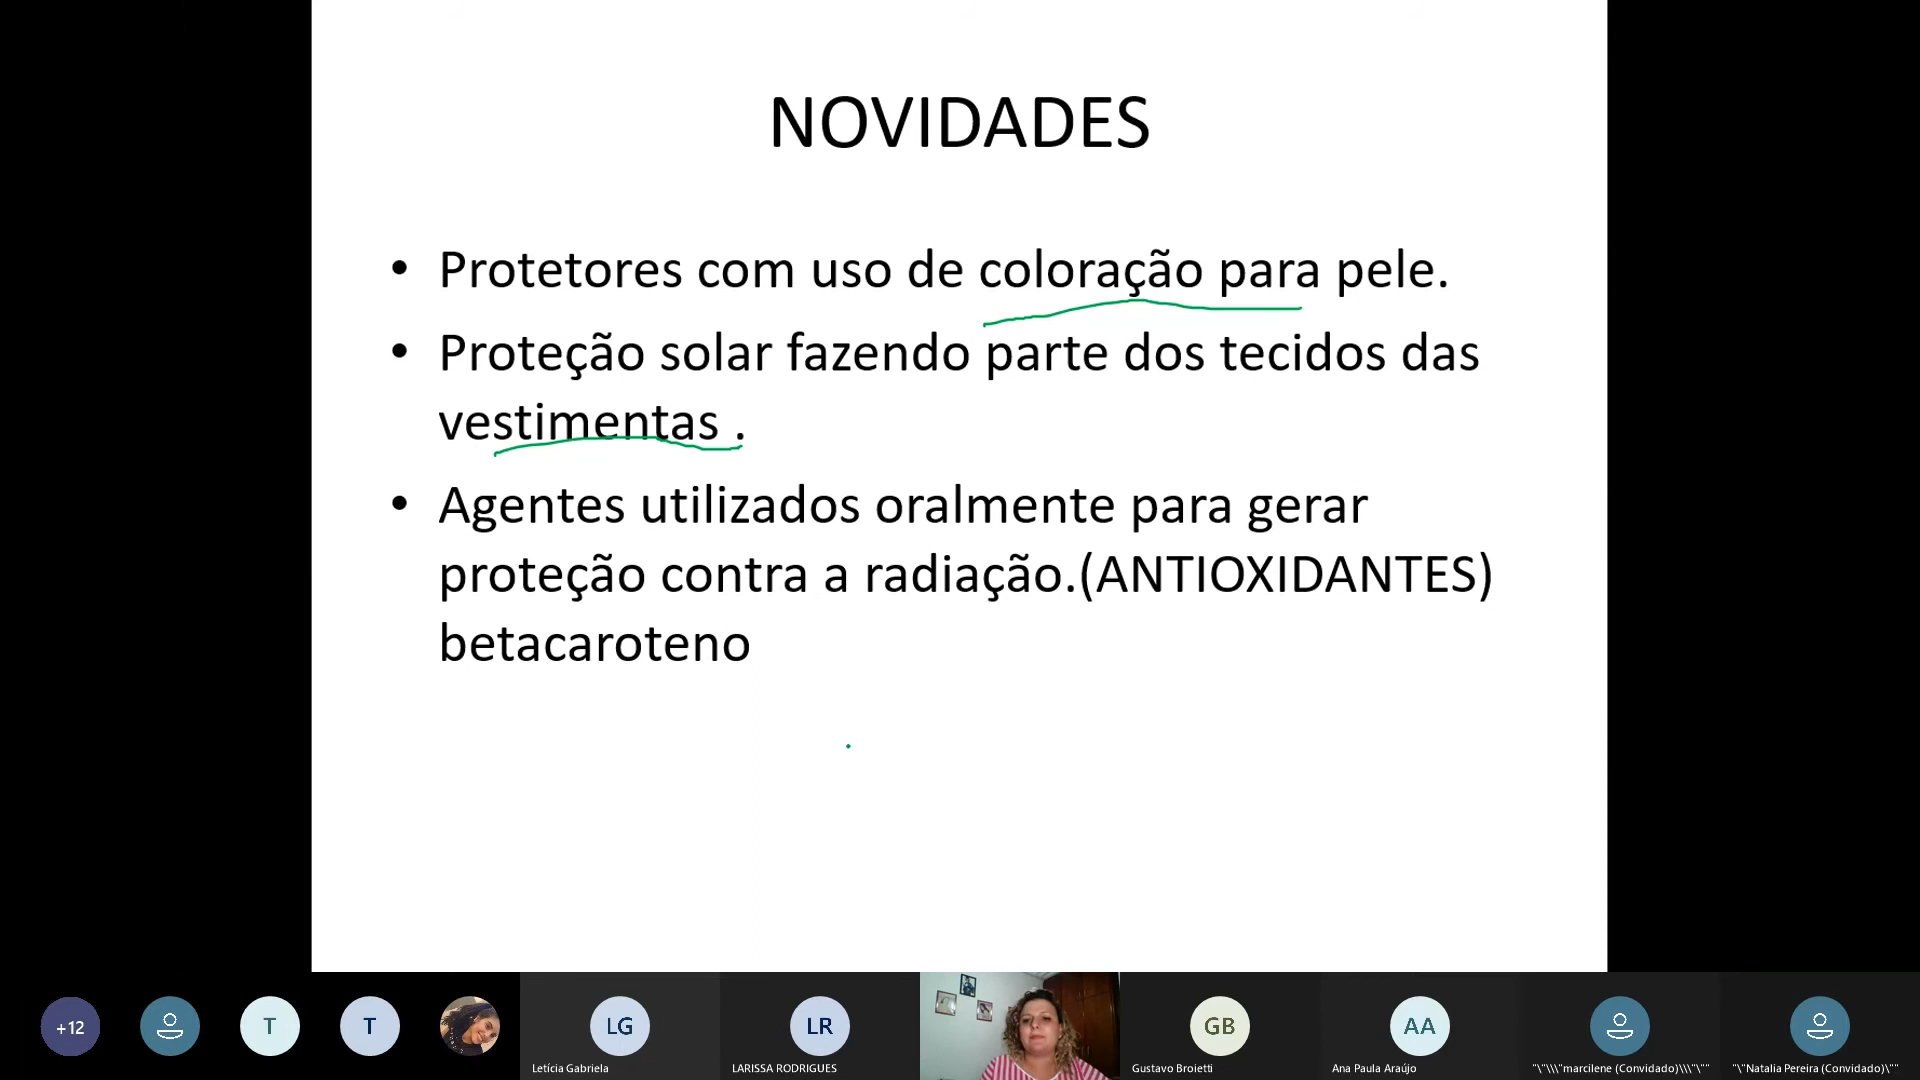 NOVIDADES
• Protetores com uso de coloração para pele.
• Proteção solar fazendo parte dos tecidos das
vestimentas .
• Agentes utilizados oralmente para gerar
proteção contra a radiação.(ANTIOXIDANTES)
betacaroteno
+12
T
T
LG
LR
GB
AA
Letícia Gabriela
LARISSA RODRIGUES
Gustavo Broietti
Ana Paula Araújo
"\"\\\"marcilene (Convidado)\\\"\""
"\"Natalia Pereira (Convidado)\""